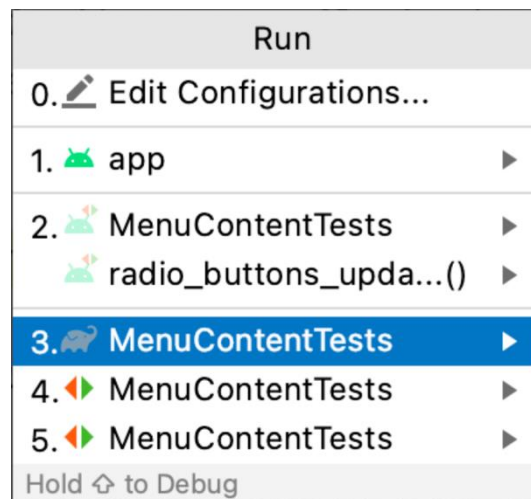 Run
0. Edit Configurations...
1. app
2. MenuContentTests
radio_buttons_upda...()
3. MenuContentTests
4. MenuContentTests
5. MenuContentTests
Hold ⇧ to Debug